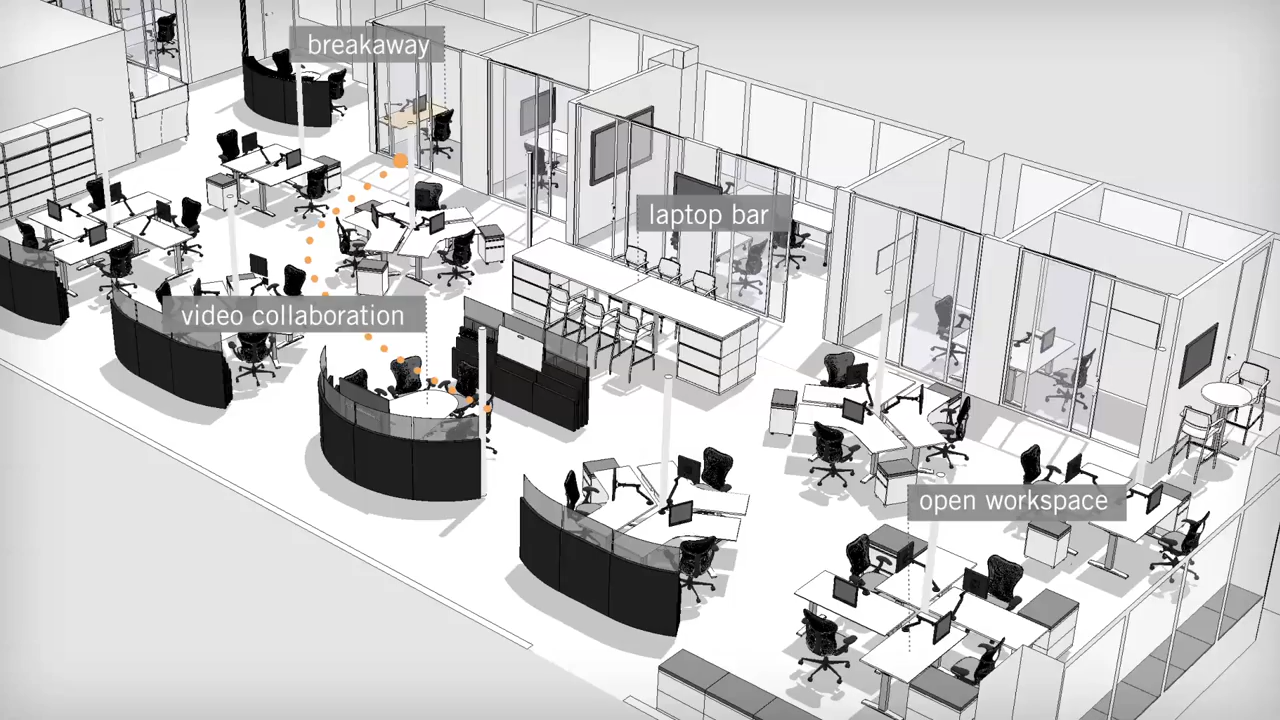 breakaway
laptop bar
video collaboration
open workspace